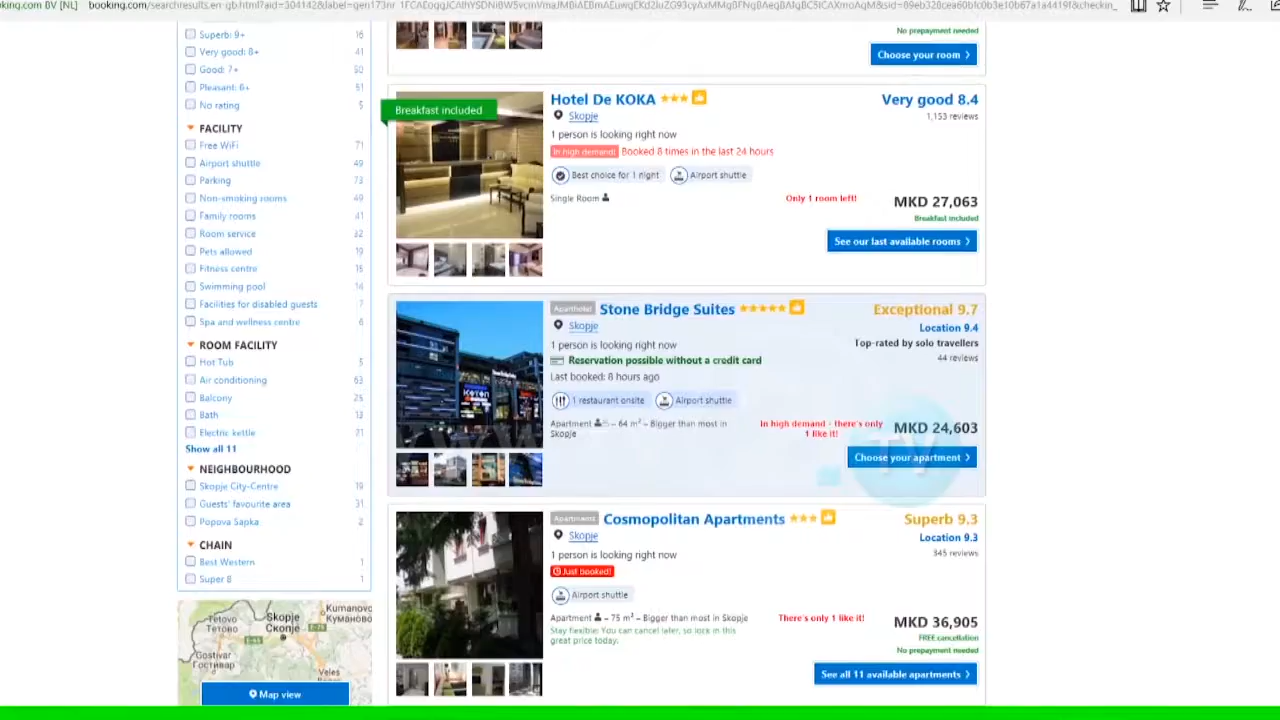 king.com BV [NL]
Superb: 9+ 16
Very good: 8+ 41
Good: 7+ 50
Pleasant: 6+ 51
No rating 5
FACILITY
Free WiFi 71
Airport shuttle 49
Parking 73
Non-smoking rooms 49
Family rooms 41
Room service 32
Pets allowed 19
Fitness centre 15
Swimming pool 14
Facilities for disabled guests 7
Spa and wellness centre 6
ROOM FACILITY
Hot Tub 5
Air conditioning 63
Balcony
Bath 13
Electric kettle 21
Show all 11
NEIGHBOURHOOD
Skopje City-Centre 19
Guests' favourite area 31
Popova Sapka 2
CHAIN
Best Western 1
Super 8 1
Tetovo
Тетово
Skopje
Скопје
Kumanovo
Куманово
Gostivar
Гостивар
Veles
Map view
No prepayment needed
Choose your room
Breakfast included
Hotel De KOKA
Very good 8.4
Skopje
1,153 reviews
1 person is looking right now
In high demand! Booked 8 times in the last 24 hours
Best choice for 1 night Airport shuttle
Single Room Only 1 room left! MKD 27,063
Breakfast included
See our last available rooms
Aparthotel Stone Bridge Suites
Exceptional 9.7
Skopje
Location 9.4
1 person is looking right now
Top-rated by solo travellers
Reservation possible without a credit card
44 reviews
Last booked: 8 hours ago
1 restaurant onsite Airport shuttle
Apartment – 64 m² – Bigger than most in
Skopje
In high demand - there's only
1 like it!
MKD 24,603
Choose your apartment
KOTON
Apartments Cosmopolitan Apartments
Superb 9.3
Skopje
Location 9.3
1 person is looking right now
345 reviews
Just booked!
Airport shuttle
Apartment – 75 m² – Bigger than most in Skopje There's only 1 like it! MKD 36,905
Stay flexible! You can cancel later, so lock in this
great price today.
FREE cancellation
No prepayment needed
See all 11 available apartments